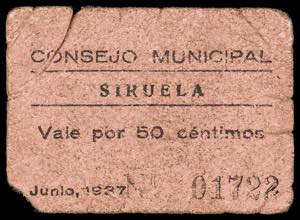 CONSEJO MUNICIPAL
SIRUELA
Vale por 50 céntimos
Junio, 1937 Nº 01722